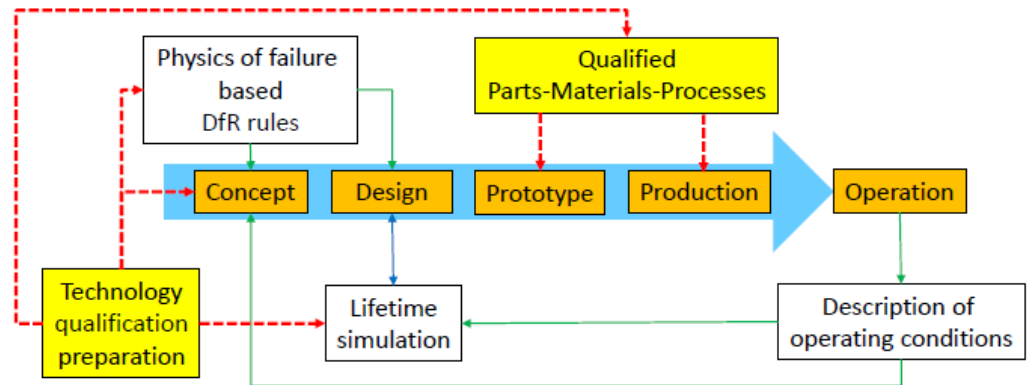 Physics of failure
based
DfR rules
Qualified
Parts-Materials-Processes
Concept
Design
Prototype
Production
Operation
Technology
qualification
preparation
Lifetime
simulation
Description of
operating conditions